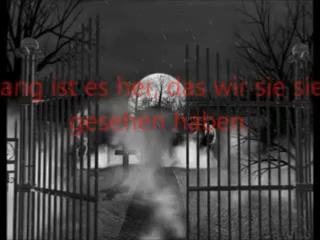 ang ist es her, das wir sie sie
gesehen haben.